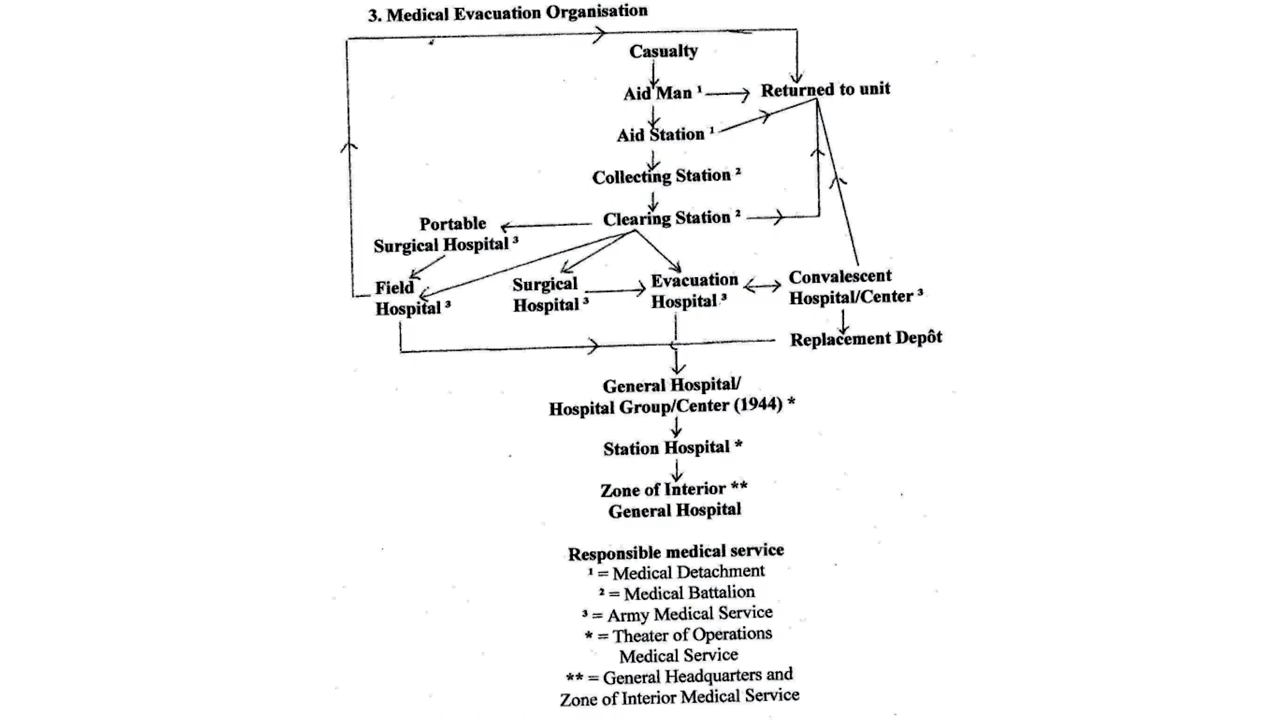 3. Medical Evacuation Organisation
Casualty
Aid Man ¹
Returned to unit
Aid Station ¹
Collecting Station ²
Clearing Station ²
Portable
Surgical Hospital ³
Field
Hospital ³
Surgical
Hospital ³
Evacuation
Hospital ³
Convalescent
Hospital/Center ³
Replacement Depôt
General Hospital/
Hospital Group/Center (1944) *
Station Hospital *
Zone of Interior **
General Hospital
Responsible medical service
¹ = Medical Detachment
² = Medical Battalion
³ = Army Medical Service
* = Theater of Operations
Medical Service
** = General Headquarters and
Zone of Interior Medical Service